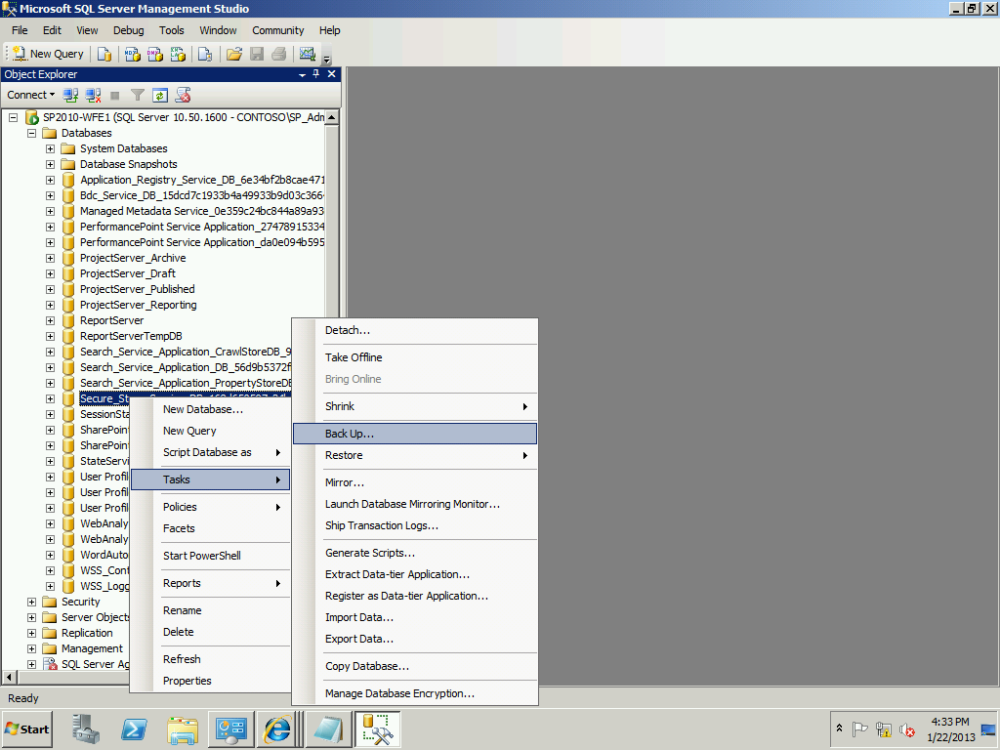 Microsoft SQL Server Management Studio
File Edit View Debug Tools Window Community Help
New Query
Object Explorer
Connect
SP2010-WFE1 (SQL Server 10.50.1600 - CONTOSO\SP_Adm
Databases
System Databases
Database Snapshots
Application_Registry_Service_DB_6e34bf2b8cae471
Bdc_Service_DB_15dcd7c1933b4a49933b9d03c366
Managed Metadata Service_0e359c24bc844a89a93
PerformancePoint Service Application_27478915334
PerformancePoint Service Application_da0e094b595
ProjectServer_Archive
ProjectServer_Draft
ProjectServer_Published
ProjectServer_Reporting
ReportServer
ReportServerTempDB
Search_Service_Application_CrawlStoreDB_9
Search_Service_Application_DB_56d9b5372f
Search_Service_Application_PropertyStoreDB
Secure_St
SessionSta
SharePoint
SharePoint
StateServi
User Profil
User Profil
User Profil
WebAnaly
WebAnaly
WordAuto
WSS_Cont
WSS_Logg
Security
Server Objects
Replication
Management
SQL Server Ag
New Database...
New Query
Script Database as
Tasks
Policies
Facets
Start PowerShell
Reports
Rename
Delete
Refresh
Properties
Detach...
Take Offline
Bring Online
Shrink
Back Up...
Restore
Mirror...
Launch Database Mirroring Monitor...
Ship Transaction Logs...
Generate Scripts...
Extract Data-tier Application...
Register as Data-tier Application...
Import Data...
Export Data...
Copy Database...
Manage Database Encryption...
Ready
Start
4:33 PM
1/22/2013